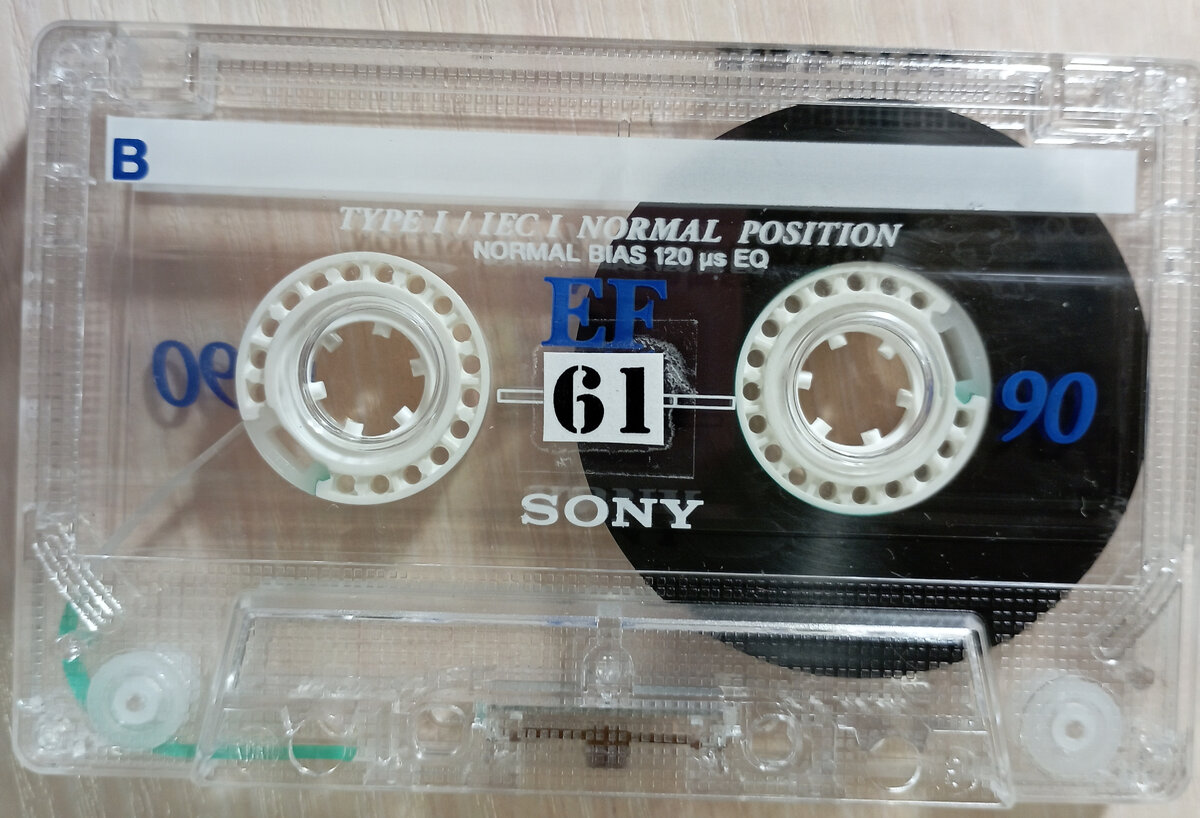 B
TYPE I / IEC I NORMAL POSITION
NORMAL BIAS 120 µs EQ
EF
90
61
90
SONY